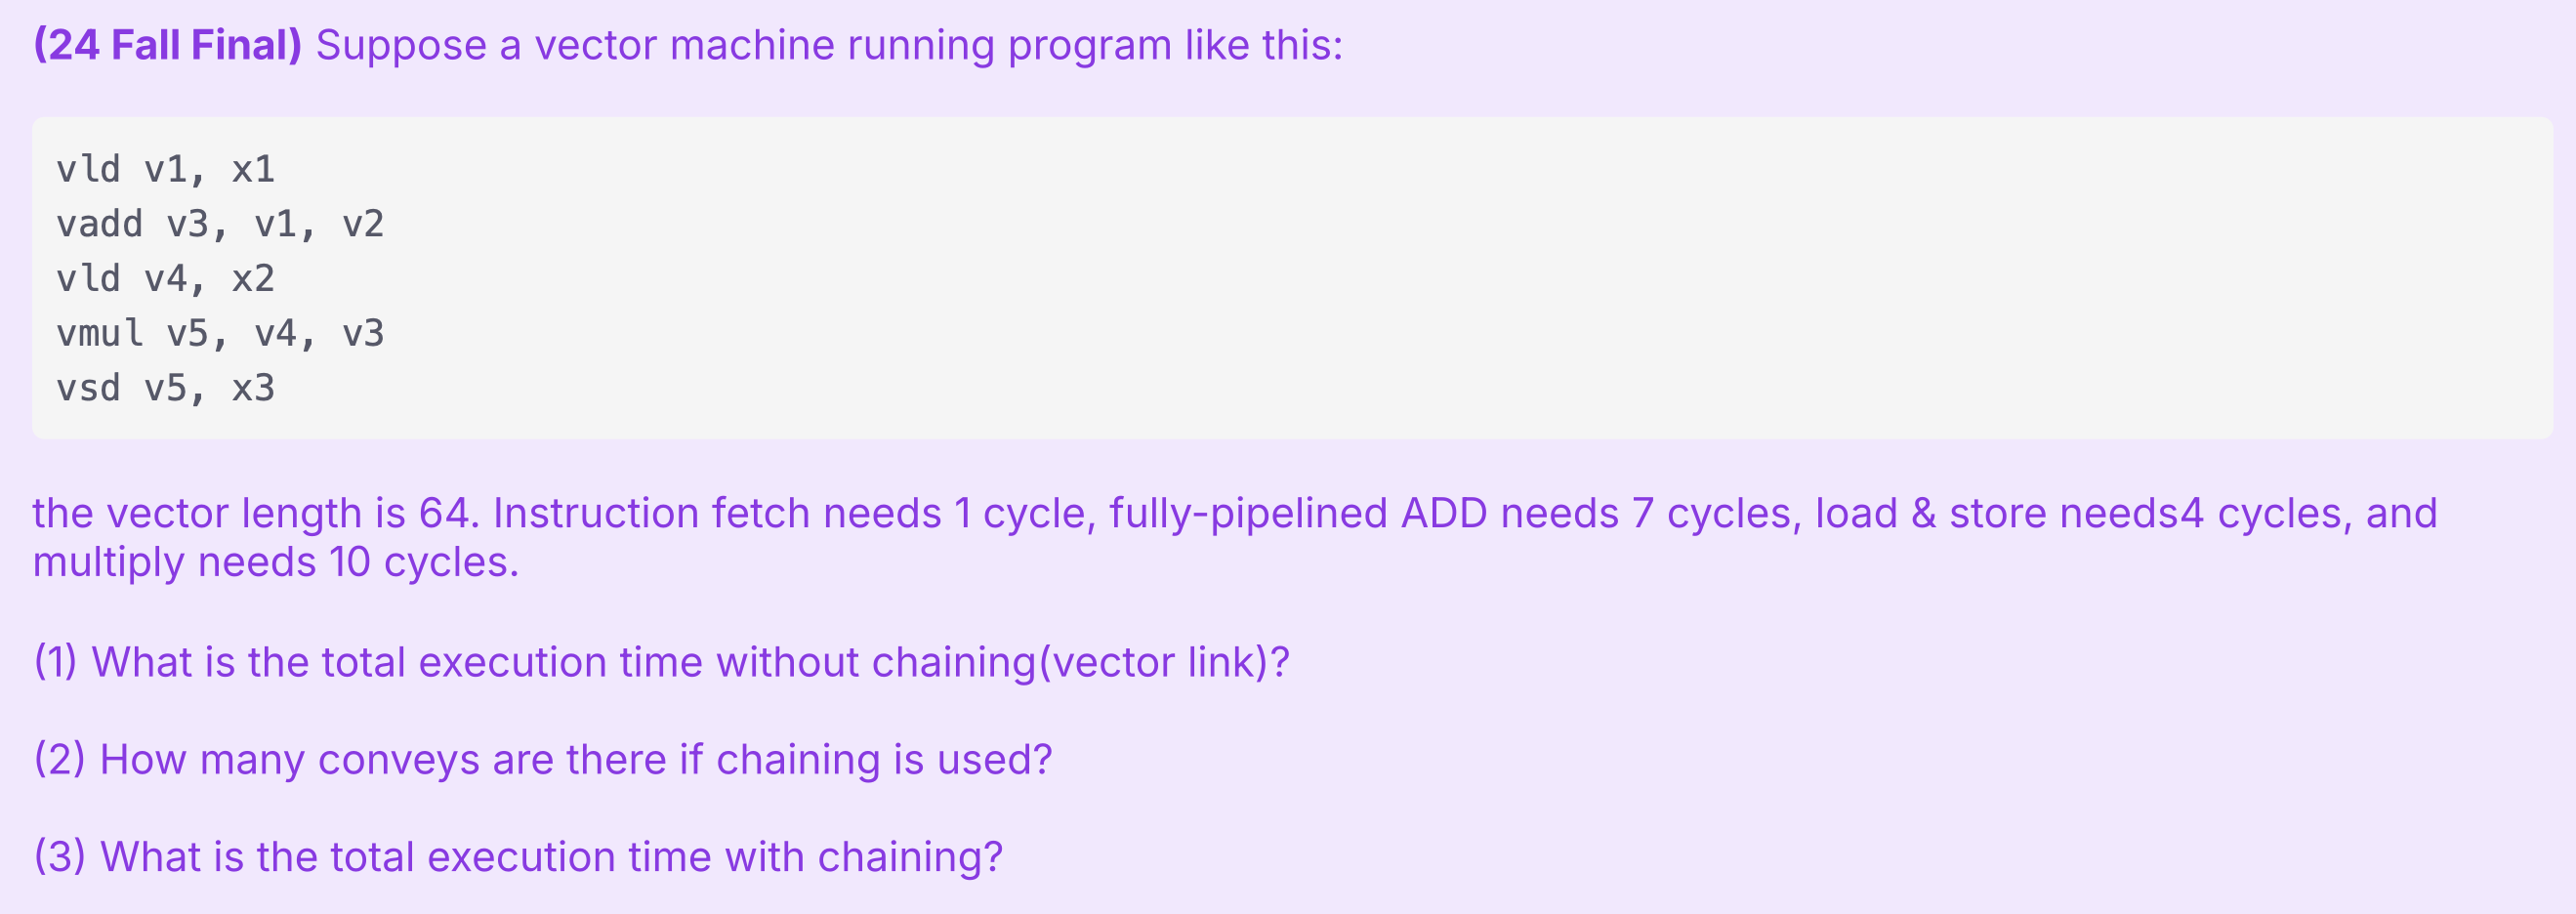 (24 Fall Final) Suppose a vector machine running program like this:
vld v1, x1
vadd v3, v1, v2
vld v4, x2
vmul v5, v4, v3
vsd v5, x3
the vector length is 64. Instruction fetch needs 1 cycle, fully-pipelined ADD needs 7 cycles, load & store needs4 cycles, and
multiply needs 10 cycles.
(1) What is the total execution time without chaining(vector link)?
(2) How many conveys are there if chaining is used?
(3) What is the total execution time with chaining?